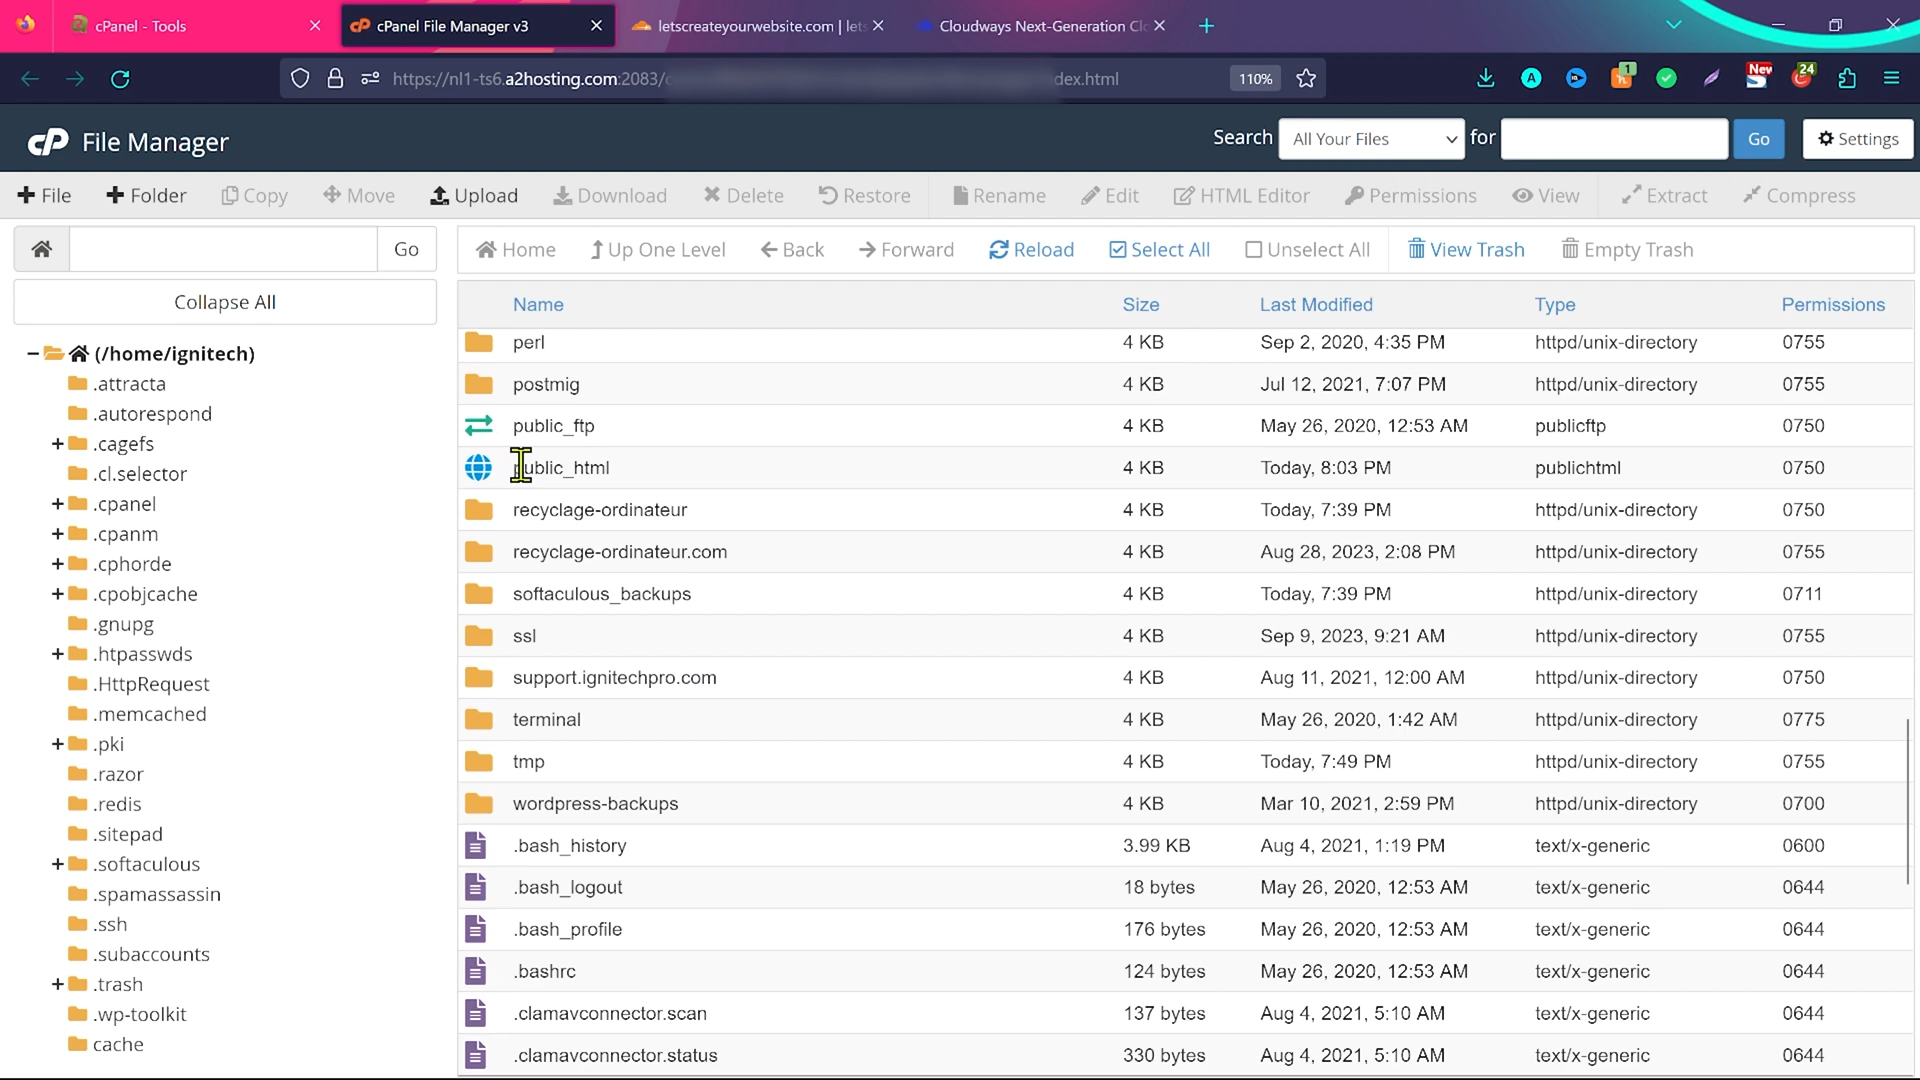 cPanel - Tools
cPanel File Manager v3
letscreateyourwebsite.com | lets
Cloudways Next-Generation Clo
https://nl1-ts6.a2hosting.com:2083/
dex.html
110%
1
New
24
cP File Manager
Search All Your Files for Go Settings
File Folder Copy Move Upload Download Delete Restore Rename Edit HTML Editor Permissions View Extract Compress
Go
Home Up One Level Back Forward Reload Select All Unselect All View Trash Empty Trash
Collapse All
(/home/ignitech)
.attracta
.autorespond
.cagefs
.cl.selector
.cpanel
.cpanm
.cphorde
.cpobjcache
.gnupg
.htpasswds
.HttpRequest
.memcached
.pki
.razor
.redis
.sitepad
.softaculous
.spamassassin
.ssh
.subaccounts
.trash
.wp-toolkit
cache
Name Size Last Modified Type Permissions
perl 4 KB Sep 2, 2020, 4:35 PM httpd/unix-directory 0755
postmig 4 KB Jul 12, 2021, 7:07 PM httpd/unix-directory 0755
public_ftp 4 KB May 26, 2020, 12:53 AM publicftp 0750
public_html 4 KB Today, 8:03 PM publichtml 0750
recyclage-ordinateur 4 KB Today, 7:39 PM httpd/unix-directory 0750
recyclage-ordinateur.com 4 KB Aug 28, 2023, 2:08 PM httpd/unix-directory 0755
softaculous_backups 4 KB Today, 7:39 PM httpd/unix-directory 0711
ssl 4 KB Sep 9, 2023, 9:21 AM httpd/unix-directory 0755
support.ignitechpro.com 4 KB Aug 11, 2021, 12:00 AM httpd/unix-directory 0750
terminal 4 KB May 26, 2020, 1:42 AM httpd/unix-directory 0775
tmp 4 KB Today, 7:49 PM httpd/unix-directory 0755
wordpress-backups 4 KB Mar 10, 2021, 2:59 PM httpd/unix-directory 0700
.bash_history 3.99 KB Aug 4, 2021, 1:19 PM text/x-generic 0600
.bash_logout 18 bytes May 26, 2020, 12:53 AM text/x-generic 0644
.bash_profile 176 bytes May 26, 2020, 12:53 AM text/x-generic 0644
.bashrc 124 bytes May 26, 2020, 12:53 AM text/x-generic 0644
.clamavconnector.scan 137 bytes Aug 4, 2021, 5:10 AM text/x-generic 0644
.clamavconnector.status 330 bytes Aug 4, 2021, 5:10 AM text/x-generic 0644